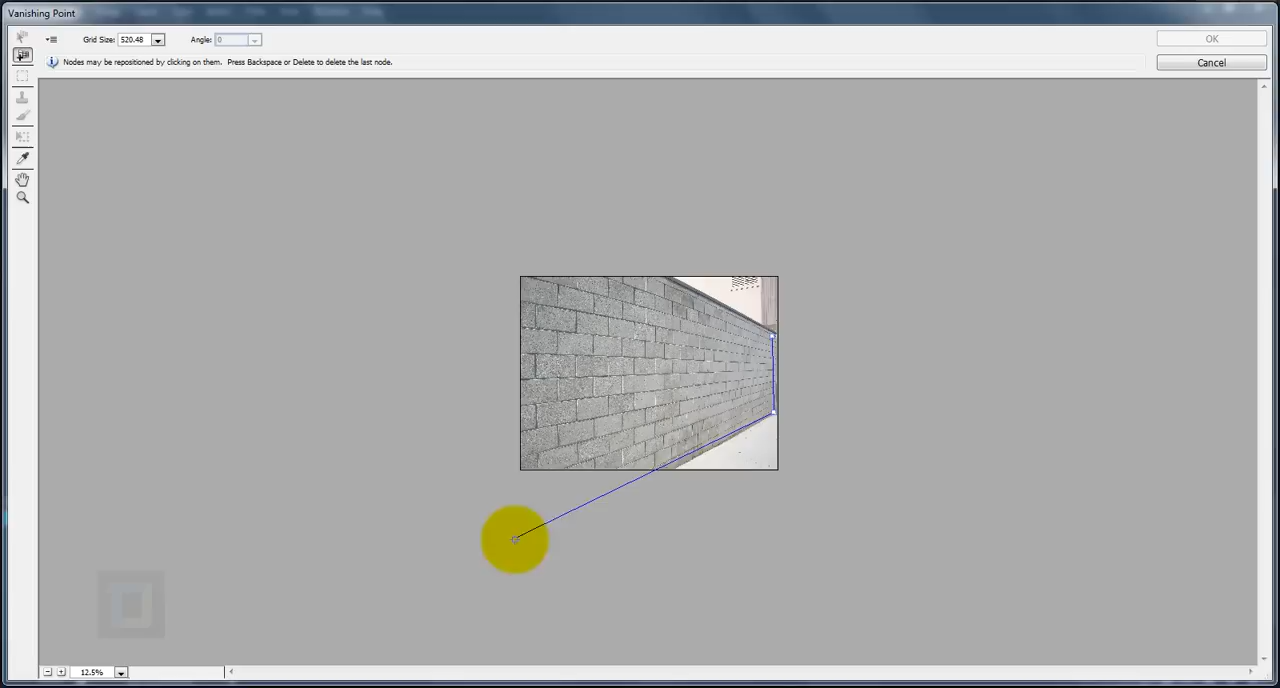 Vanishing Point
Grid Size: 520.48 Angle: 0
OK
Nodes may be repositioned by clicking on them. Press Backspace or Delete to delete the last node.
Cancel
12.5%